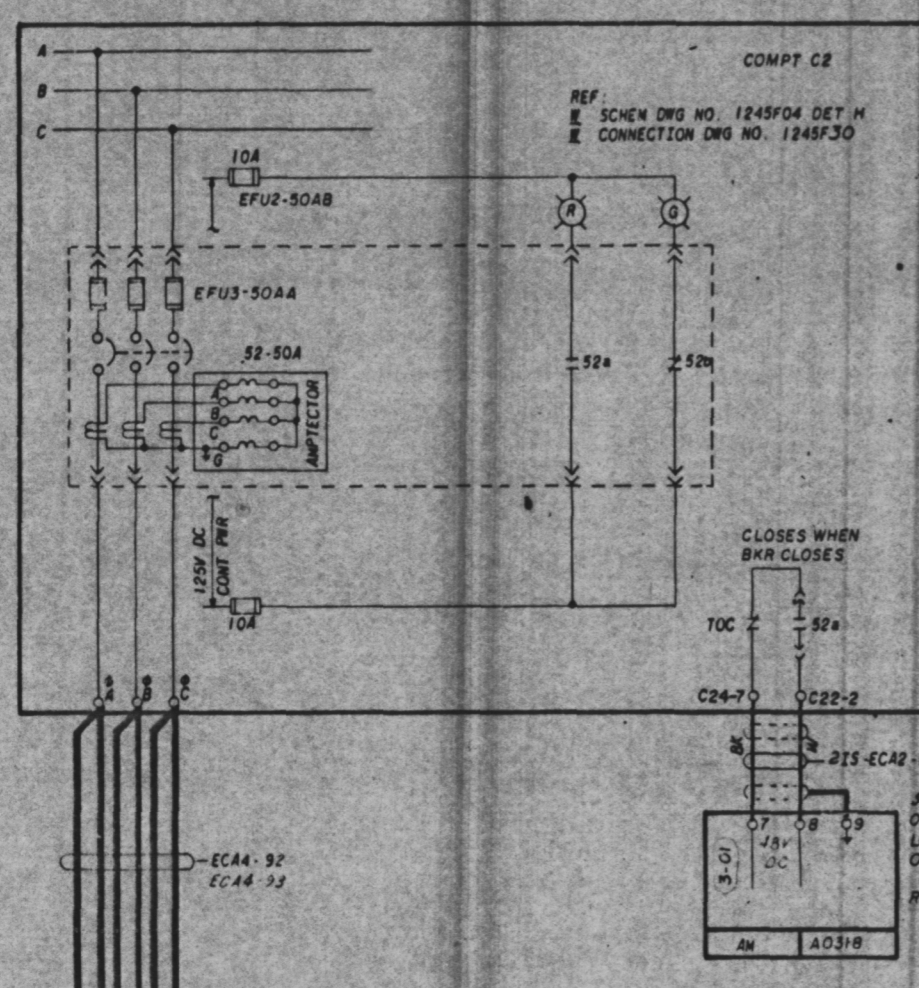 A
COMPT C2
B
REF:
W SCHEM DWG NO. 1245F04 DET H
W CONNECTION DWG NO. 1245F30
C
10A
EFU2-50AB
R
G
EFU3-50AA
52-50A
52a
A
B
C
G
AMPTECTOR
125V DC
CONT PWR
10A
CLOSES WHEN
BKR CLOSES
TOC
52a
A
B
C
C24-7
C22-2
BK
W
2IS-ECA2-
7
8
9
48V
DC
3-01
ECA4-92
ECA4-93
AM
A0318